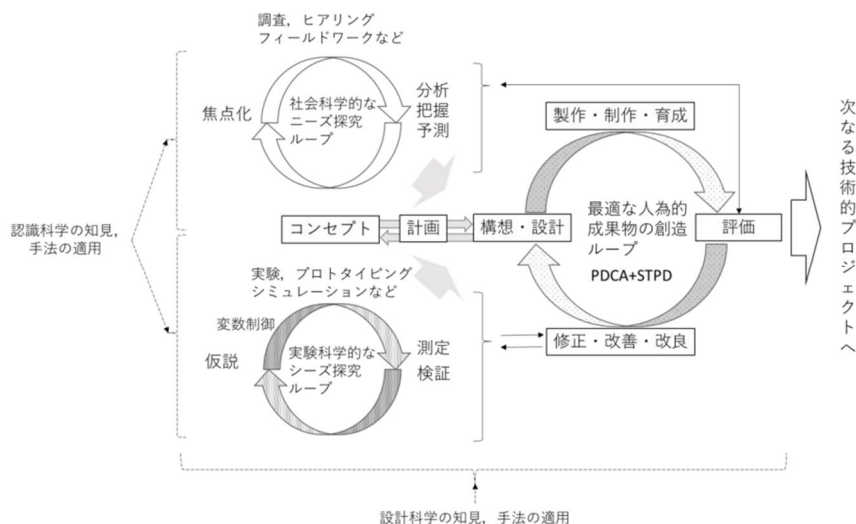 調査，ヒアリング
フィールドワークなど
焦点化
社会科学的な
ニーズ探究
ループ
分析
把握
予測
認識科学の知見，
手法の適用
コンセプト
計画
構想・設計
製作・制作・育成
最適な人為的
成果物の創造
ループ
PDCA+STPD
評価
修正・改善・改良
次なる技術的プロジェクトへ
実験，プロトタイピング
シミュレーションなど
変数制御
仮説
実験科学的な
シーズ探究
ループ
測定
検証
設計科学の知見，手法の適用